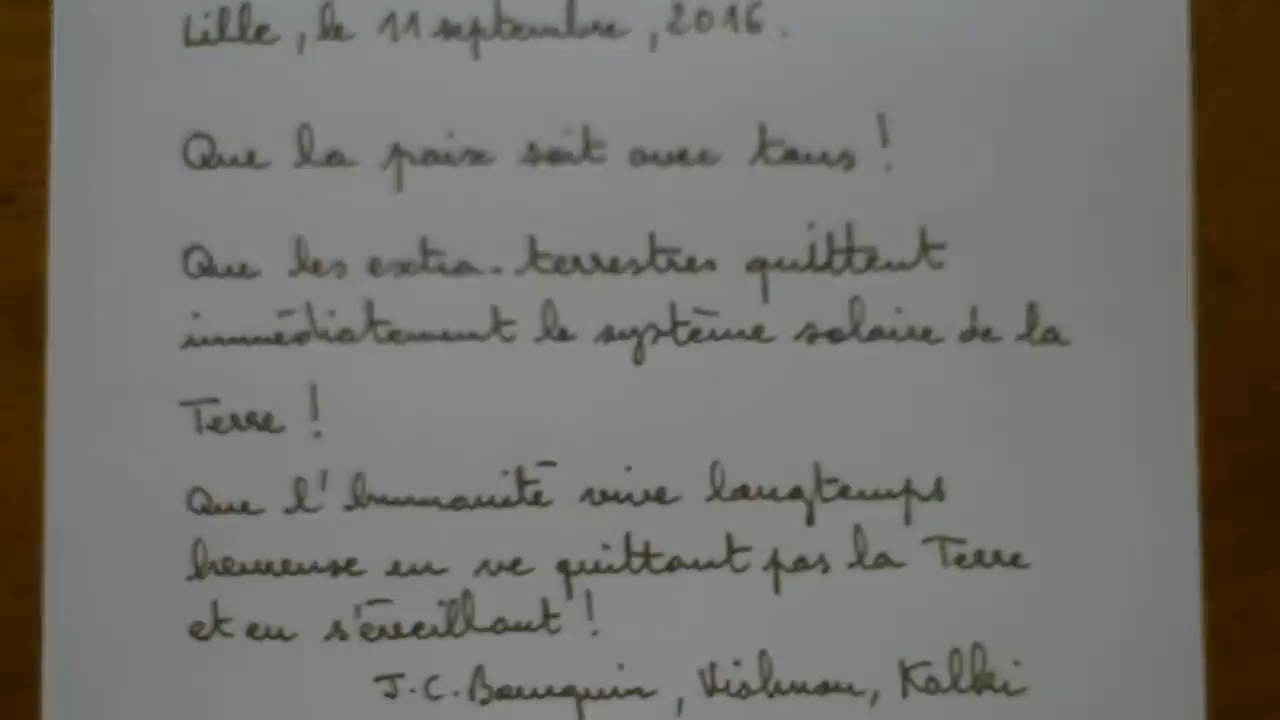 Lille, le 11 septembre, 2016.
Que la paix soit avec tous !
Que les extra-terrestres quittent
immédiatement le système solaire de la
Terre !
Que l'humanité vive longtemps
heureuse en ne quittant pas la Terre
et en s'éveillant !
J.C. , Vishnou, Kalki